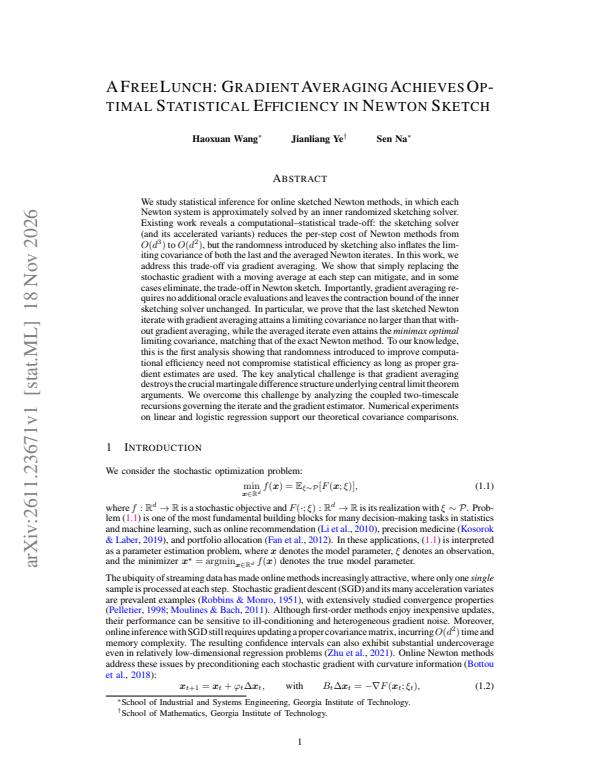 A FREE LUNCH: GRADIENT AVERAGING ACHIEVES OP-
TIMAL STATISTICAL EFFICIENCY IN NEWTON SKETCH
Haoxuan Wang* Jianliang Ye† Sen Na*
ABSTRACT
We study statistical inference for online sketched Newton methods, in which each
Newton system is approximately solved by an inner randomized sketching solver.
Existing work reveals a computational–statistical trade-off: the sketching solver
(and its accelerated variants) reduces the per-step cost of Newton methods from
O(d³) to O(d²), but the randomness introduced by sketching also inflates the lim-
iting covariance of both the last and the averaged Newton iterates. In this work, we
address this trade-off via gradient averaging. We show that simply replacing the
stochastic gradient with a moving average at each step can mitigate, and in some
cases eliminate, the trade-off in Newton sketch. Importantly, gradient averaging re-
quires no additional oracle evaluations and leaves the contraction bound of the inner
sketching solver unchanged. In particular, we prove that the last sketched Newton
iterate with gradient averaging attains a limiting covariance no larger than that with-
out gradient averaging, while the averaged iterate even attains the minimax optimal
limiting covariance, matching that of the exact Newton method. To our knowledge,
this is the first analysis showing that randomness introduced to improve computa-
tional efficiency need not compromise statistical efficiency as long as proper gra-
dient estimates are used. The key analytical challenge is that gradient averaging
destroys the crucial martingale difference structure underlying central limit theorem
arguments. We overcome this challenge by analyzing the coupled two-timescale
recursions governing the iterate and the gradient estimator. Numerical experiments
on linear and logistic regression support our theoretical covariance comparisons.
1 INTRODUCTION
We consider the stochastic optimization problem:
min x∈ℝᵈ f(x) = 𝔼ξ∼𝒫[F(x; ξ)], (1.1)
where f : ℝᵈ → ℝ is a stochastic objective and F(·; ξ) : ℝᵈ → ℝ is its realization with ξ ∼ 𝒫. Prob-
lem (1.1) is one of the most fundamental building blocks for many decision-making tasks in statistics
and machine learning, such as online recommendation (Li et al., 2010), precision medicine (Kosorok
& Laber, 2019), and portfolio allocation (Fan et al., 2012). In these applications, (1.1) is interpreted
as a parameter estimation problem, where x denotes the model parameter, ξ denotes an observation,
and the minimizer x⋆ = argminx∈ℝᵈ f(x) denotes the true model parameter.
The ubiquity of streaming data has made online methods increasingly attractive, where only one single
sample is processed at each step. Stochastic gradient descent (SGD) and its many acceleration variates
are prevalent examples (Robbins & Monro, 1951), with extensively studied convergence properties
(Pelletier, 1998; Moulines & Bach, 2011). Although first-order methods enjoy inexpensive updates,
their performance can be sensitive to ill-conditioning and heterogeneous gradient noise. Moreover,
online inference with SGD still requires updating a proper covariance matrix, incurring O(d²) time and
memory complexity. The resulting confidence intervals can also exhibit substantial undercoverage
even in relatively low-dimensional regression problems (Zhu et al., 2021). Online Newton methods
address these issues by preconditioning each stochastic gradient with curvature information (Bottou
et al., 2018):
xt+1 = xt + φtΔxt, with BtΔxt = −∇F(xt; ξt), (1.2)
*School of Industrial and Systems Engineering, Georgia Institute of Technology.
†School of Mathematics, Georgia Institute of Technology.
1
arXiv:2611.23671v1 [stat.ML] 18 Nov 2026